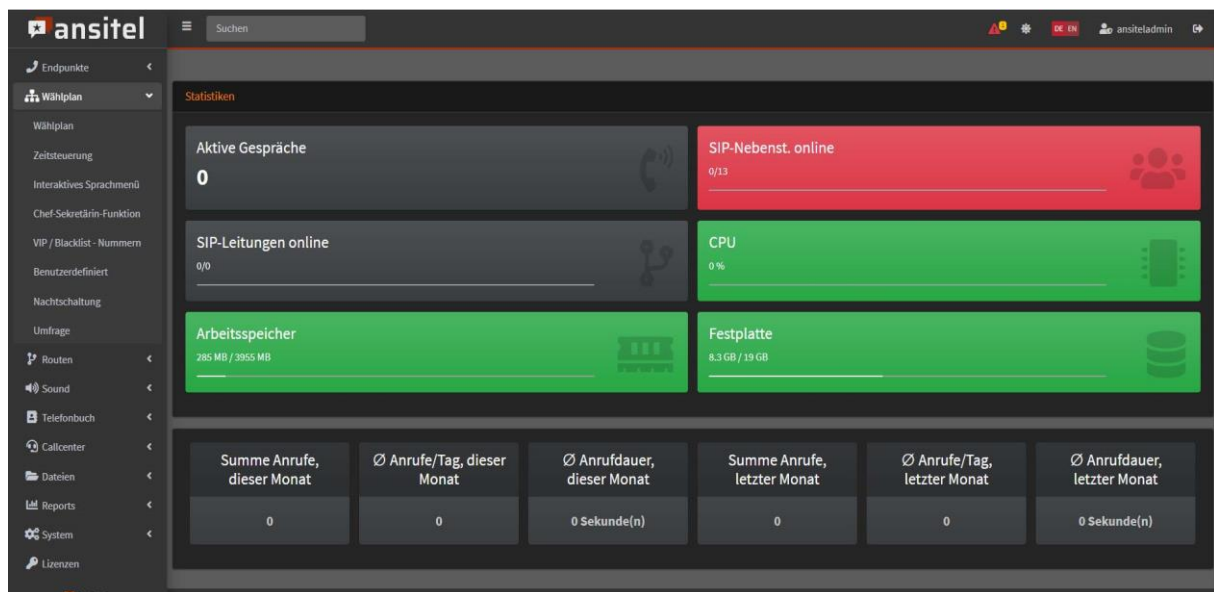 ansitel
Suchen
DE EN
ansiteladmin
Endpunkte
Wählplan
Wählplan
Zeitsteuerung
Interaktives Sprachmenü
Chef-Sekretärin-Funktion
VIP / Blacklist - Nummern
Benutzerdefiniert
Nachtschaltung
Umfrage
Routen
Sound
Telefonbuch
Callcenter
Dateien
Reports
System
Lizenzen
Statistiken
Aktive Gespräche
0
SIP-Nebenst. online
0/13
SIP-Leitungen online
0/0
CPU
0 %
Arbeitsspeicher
285 MB / 3955 MB
Festplatte
8.3 GB / 19 GB
Summe Anrufe,
dieser Monat
0
Ø Anrufe/Tag, dieser
Monat
0
Ø Anrufdauer,
dieser Monat
0 Sekunde(n)
Summe Anrufe,
letzter Monat
0
Ø Anrufe/Tag,
letzter Monat
0
Ø Anrufdauer,
letzter Monat
0 Sekunde(n)